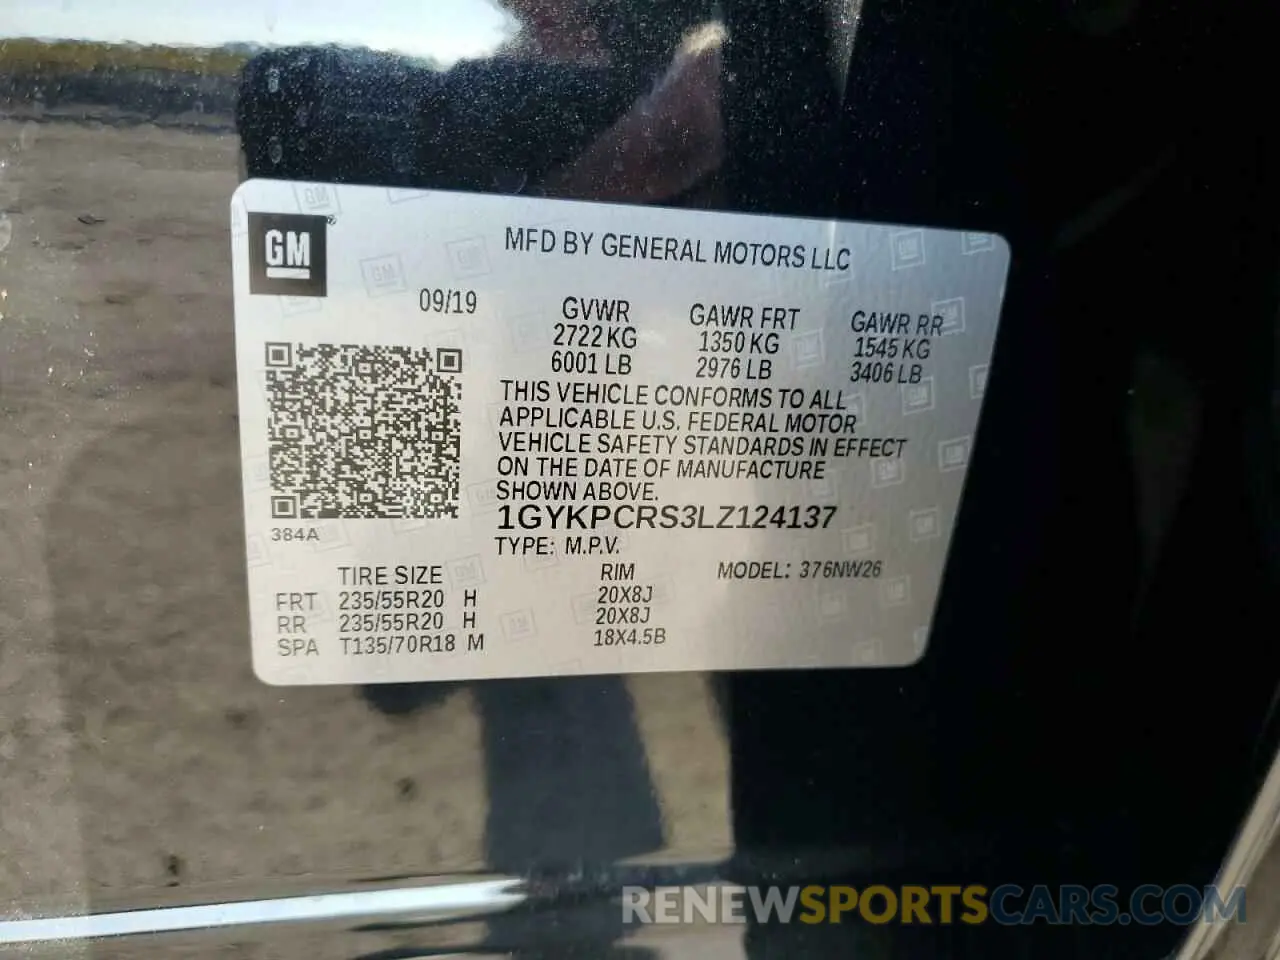 GM
MFD BY GENERAL MOTORS LLC
09/19
GVWR GAWR FRT GAWR RR
2722 KG 1350 KG 1545 KG
6001 LB 2976 LB 3406 LB
THIS VEHICLE CONFORMS TO ALL
APPLICABLE U.S. FEDERAL MOTOR
VEHICLE SAFETY STANDARDS IN EFFECT
ON THE DATE OF MANUFACTURE
SHOWN ABOVE.
1GYKPCRS3LZ124137
384A
TYPE: M.P.V.
TIRE SIZE RIM MODEL: 376NW26
FRT 235/55R20 H 20X8J
RR 235/55R20 H 20X8J
SPA T135/70R18 M 18X4.5B
RENEWSPORTSCARS.COM